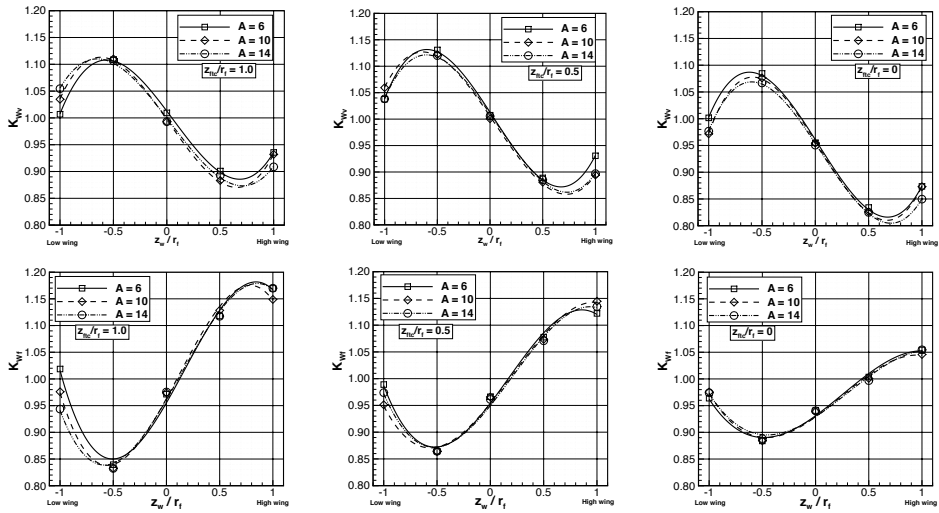 1.20
1.15
1.10
1.05
1.00
0.95
0.90
0.85
0.80
K_Wv
A = 6
A = 10
A = 14
z_ftc/r_f = 1.0
-1 -0.5 0 0.5 1
Low wing z_w / r_f High wing
1.20
1.15
1.10
1.05
1.00
0.95
0.90
0.85
0.80
K_Wv
A = 6
A = 10
A = 14
z_ftc/r_f = 0.5
-1 -0.5 0 0.5 1
Low wing z_w / r_f High wing
1.20
1.15
1.10
1.05
1.00
0.95
0.90
0.85
0.80
K_Wv
A = 6
A = 10
A = 14
z_ftc/r_f = 0
-1 -0.5 0 0.5 1
Low wing z_w / r_f High wing
1.20
1.15
1.10
1.05
1.00
0.95
0.90
0.85
0.80
K_Wf
A = 6
A = 10
A = 14
z_ftc/r_f = 1.0
-1 -0.5 0 0.5 1
Low wing z_w / r_f High wing
1.20
1.15
1.10
1.05
1.00
0.95
0.90
0.85
0.80
K_Wf
A = 6
A = 10
A = 14
z_ftc/r_f = 0.5
-1 -0.5 0 0.5 1
Low wing z_w / r_f High wing
1.20
1.15
1.10
1.05
1.00
0.95
0.90
0.85
0.80
K_Wf
A = 6
A = 10
A = 14
z_ftc/r_f = 0
-1 -0.5 0 0.5 1
Low wing z_w / r_f High wing